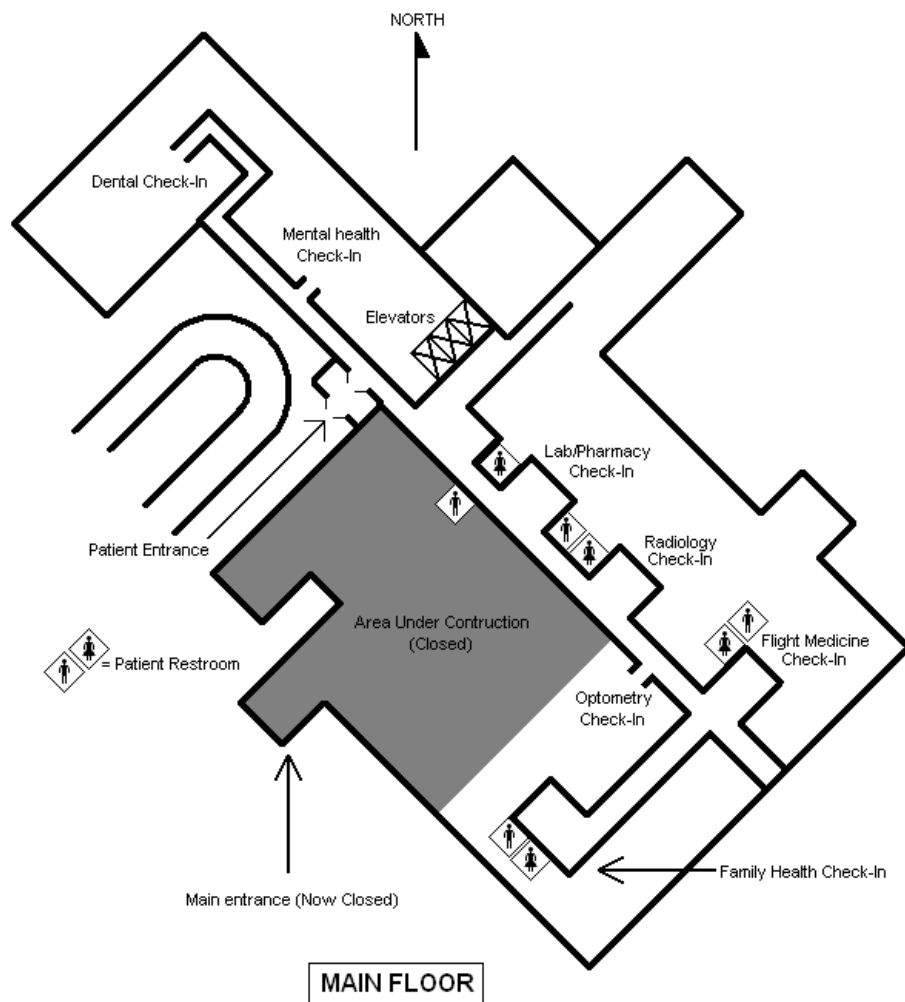 NORTH
Dental Check-In
Mental health
Check-In
Elevators
Lab/Pharmacy
Check-In
Patient Entrance
Radiology
Check-In
Area Under Contruction
(Closed)
= Patient Restroom
Flight Medicine
Check-In
Optometry
Check-In
Family Health Check-In
Main entrance (Now Closed)
MAIN FLOOR